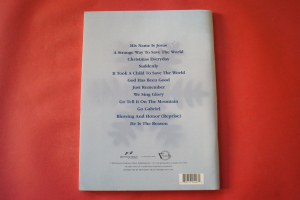 His Name Is Jesus
A Strange Way To Save The World
Christmas Everyday
Suddenly
It Took A Child To Save The World
God Has Been Good
Just Remember
We Sing Glory
Go Tell It On The Mountain
Go Gabriel
Blessing And Honor (Reprise)
He Is The Reason